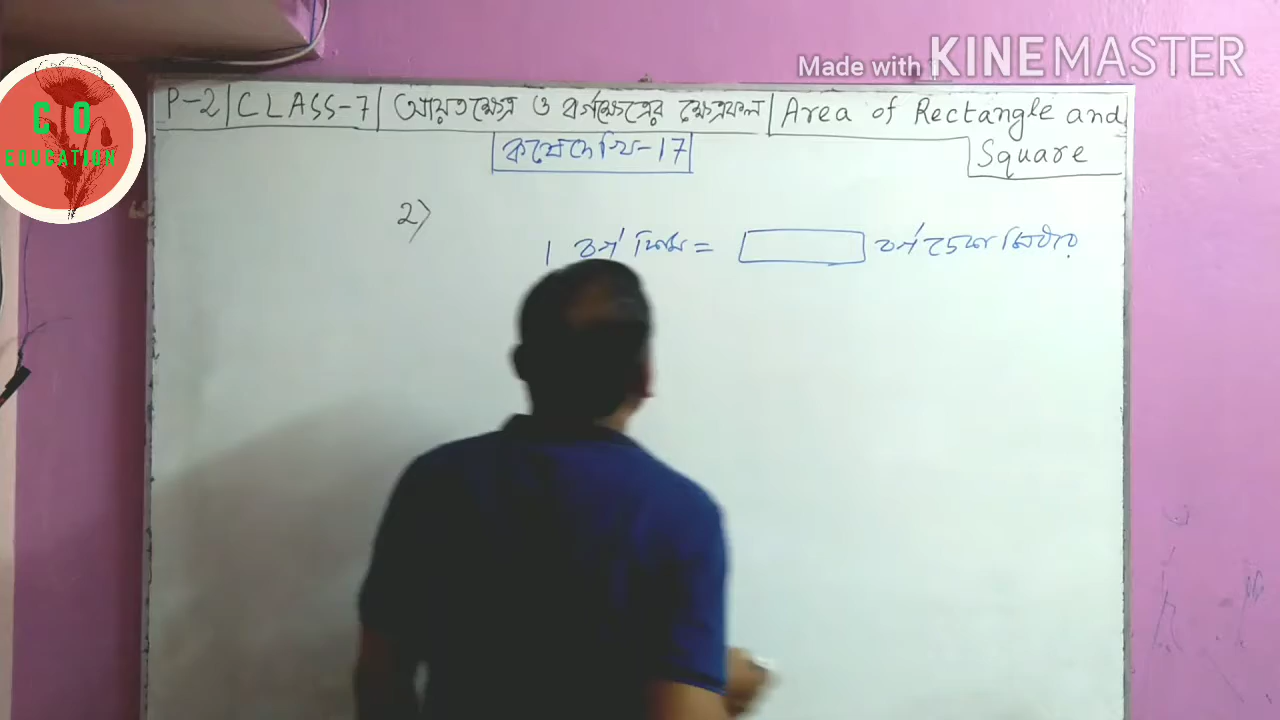 Made with KINEMASTER
P-2 | CLASS-7 | আয়তক্ষেত্র ও বর্গক্ষেত্রের ক্ষেত্রফল | Area of Rectangle and
Square
কষে দেখি-17
CO
EDUCATION
2)
1 বর্গ মিমি = বর্গ ডেকামিটার